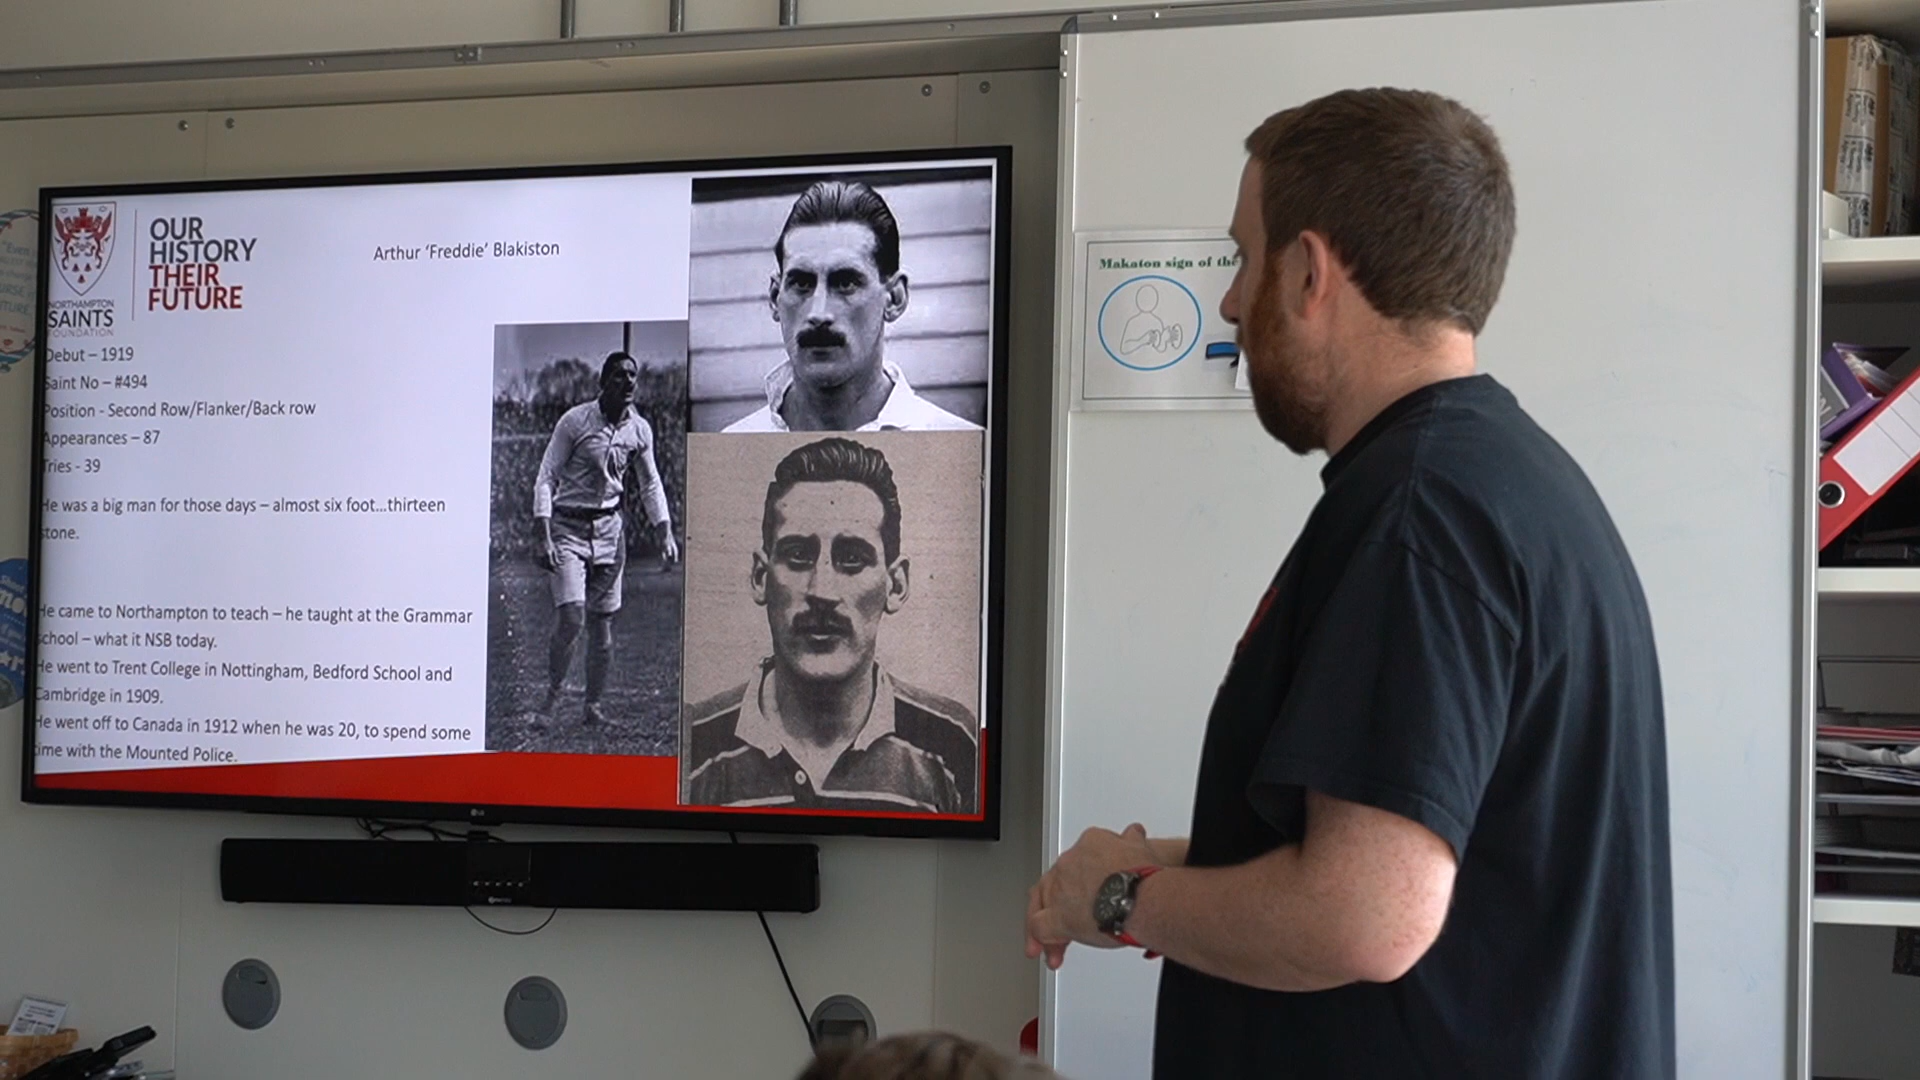 OUR
HISTORY
THEIR
FUTURE
NORTHAMPTON
SAINTS
FOUNDATION
Arthur ‘Freddie’ Blakiston
Debut – 1919
Saint No – #494
Position - Second Row/Flanker/Back row
Appearances – 87
Tries - 39
He was a big man for those days – almost six foot...thirteen
stone.
He came to Northampton to teach – he taught at the Grammar
school – what it NSB today.
He went to Trent College in Nottingham, Bedford School and
Cambridge in 1909.
He went off to Canada in 1912 when he was 20, to spend some
time with the Mounted Police.
LG
Makaton sign of the
"Even